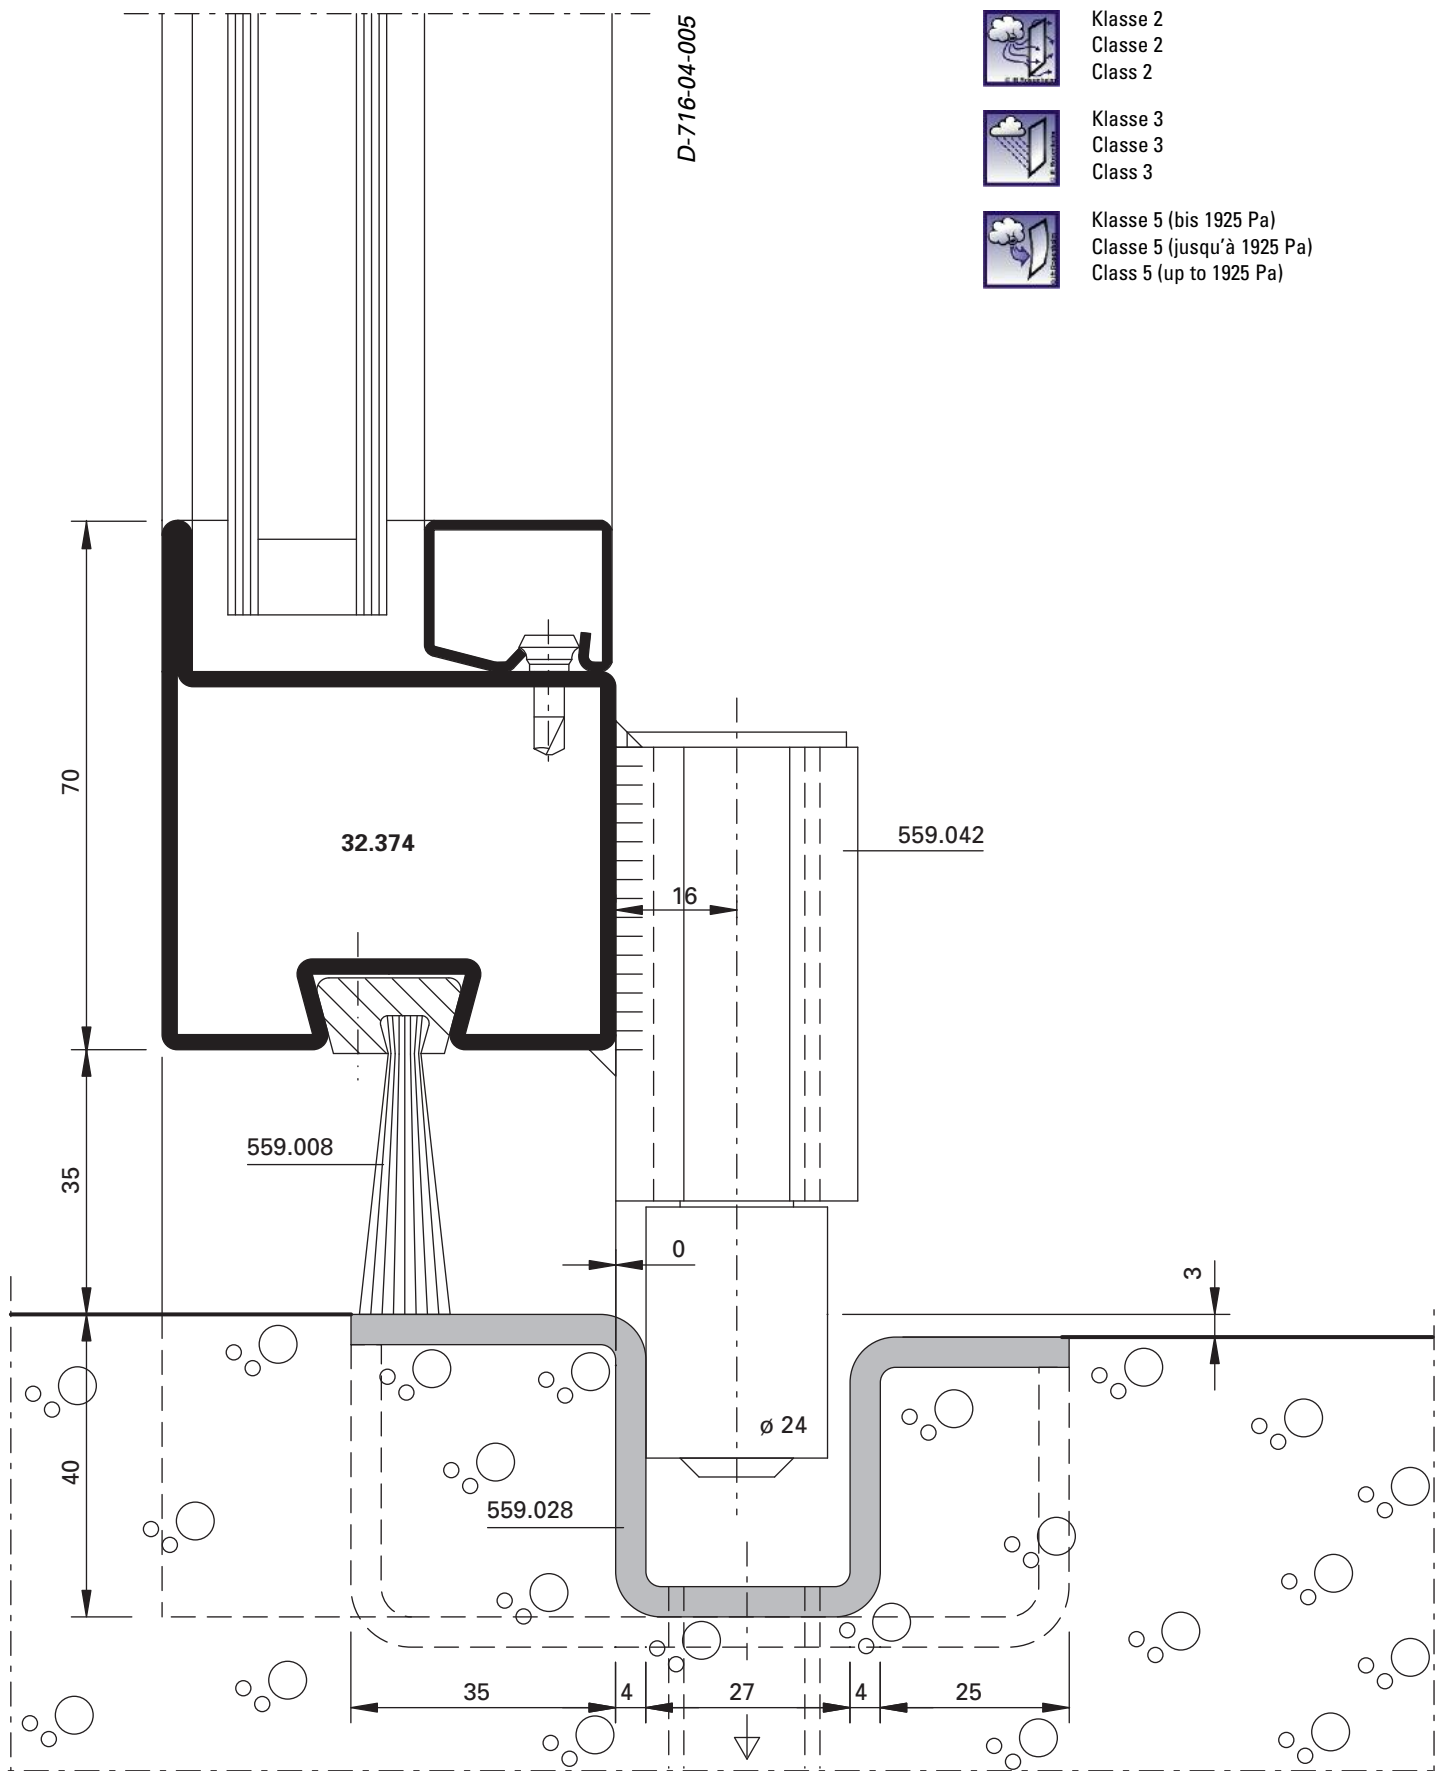 D-716-04-005
Klasse 2
Classe 2
Class 2
Klasse 3
Classe 3
Class 3
Klasse 5 (bis 1925 Pa)
Classe 5 (jusqu'à 1925 Pa)
Class 5 (up to 1925 Pa)
70
32.374
559.042
16
559.008
35
0
3
40
ø 24
559.028
35
4
27
4
25